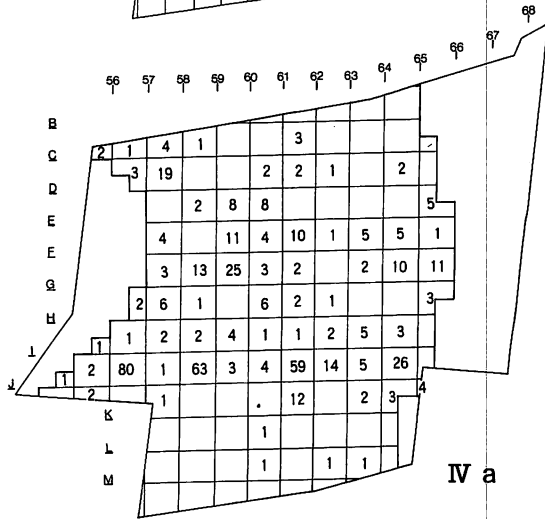 68
67
66
65
56 57 58 59 60 61 62 63 64
B
C
D
E
F
G
H
I
J
K
L
M
2 1 4 1 3
3 19 2 2 1 2
2 8 8 5
4 11 4 10 1 5 5 1
3 13 25 3 2 2 10 11
2 6 1 6 2 1 3
1 1 2 2 4 1 1 2 5 3
1 2 80 1 63 3 4 59 14 5 26
2 1 12 2 3 4
1
1 1 1
IV a